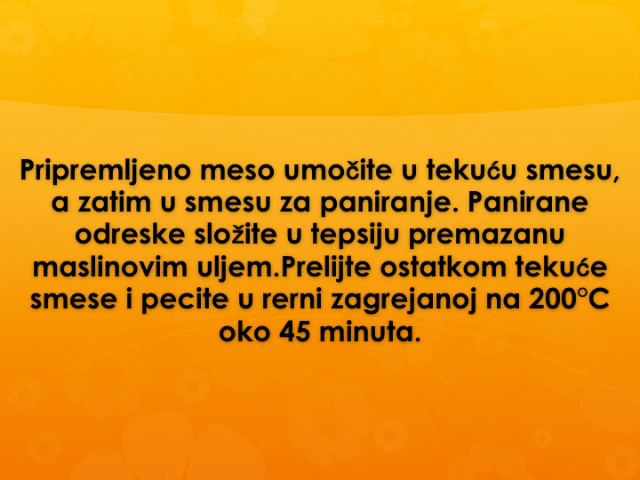 Pripremljeno meso umočite u tekuću smesu,
a zatim u smesu za paniranje. Panirane
odreske složite u tepsiju premazanu
maslinovim uljem.Prelijte ostatkom tekuće
smese i pecite u rerni zagrejanoj na 200°C
oko 45 minuta.